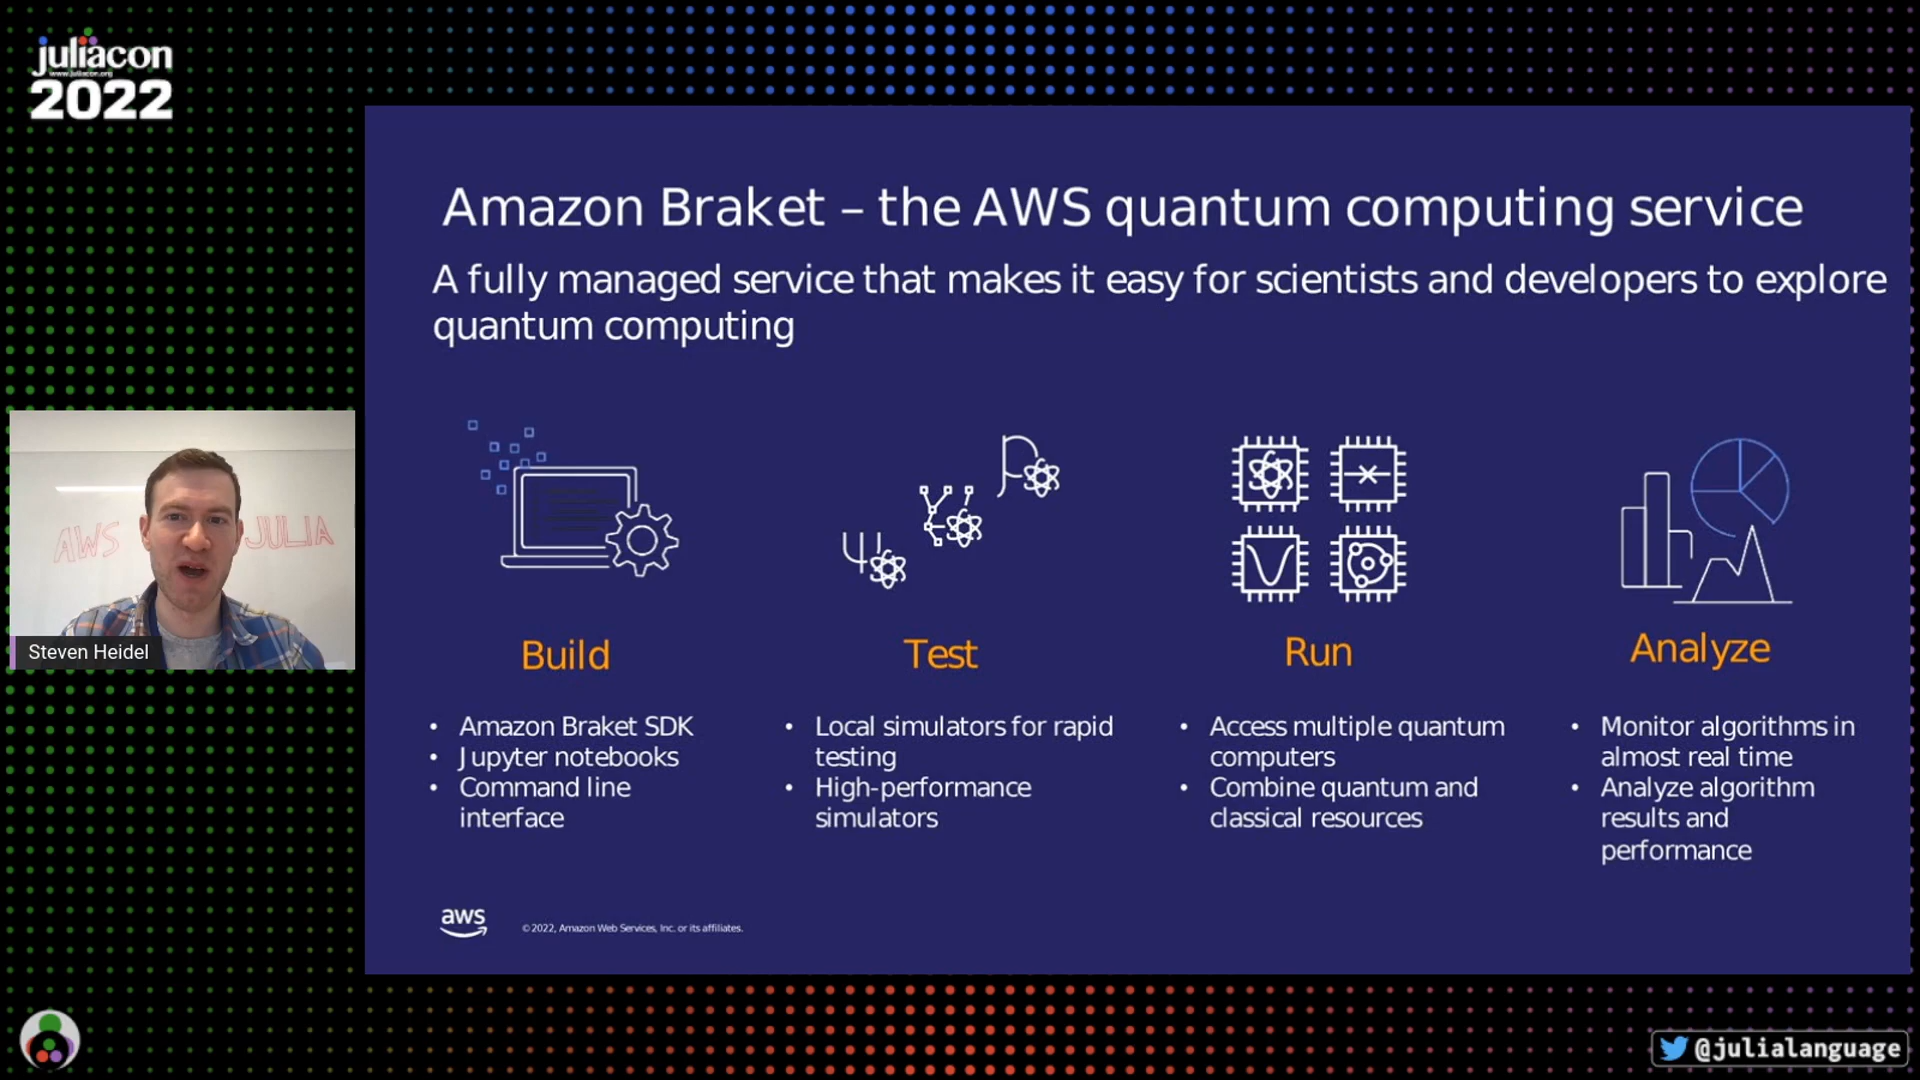 juliacon
www.juliacon.org
2022
Amazon Braket – the AWS quantum computing service
A fully managed service that makes it easy for scientists and developers to explore
quantum computing
AWS
JULIA
Steven Heidel
Build
• Amazon Braket SDK
• Jupyter notebooks
• Command line
interface
Test
• Local simulators for rapid
testing
• High-performance
simulators
Run
• Access multiple quantum
computers
• Combine quantum and
classical resources
Analyze
• Monitor algorithms in
almost real time
• Analyze algorithm
results and
performance
aws
© 2022, Amazon Web Services, Inc. or its affiliates.
@julialanguage